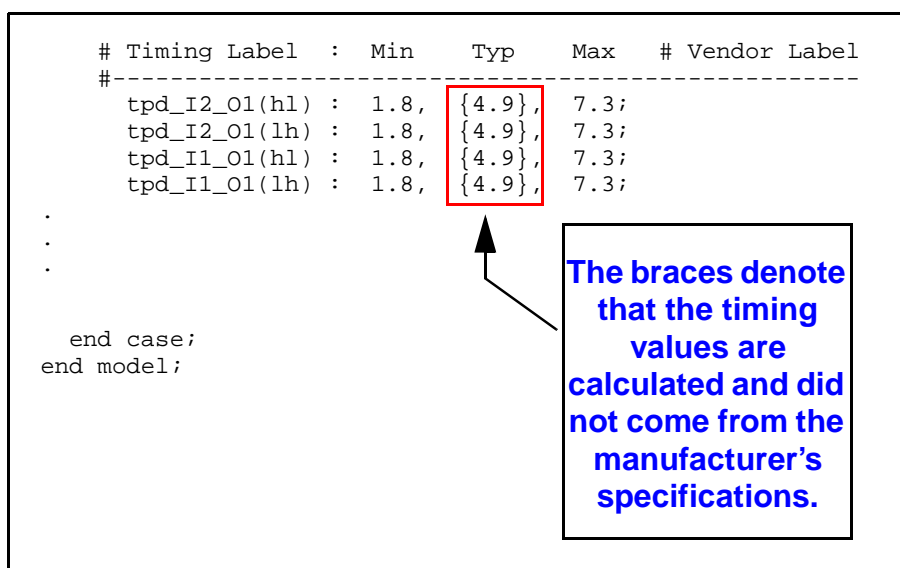 # Timing Label : Min Typ Max # Vendor Label
#------------------------------------------------------
tpd_I2_O1(hl) : 1.8, {4.9}, 7.3;
tpd_I2_O1(lh) : 1.8, {4.9}, 7.3;
tpd_I1_O1(hl) : 1.8, {4.9}, 7.3;
tpd_I1_O1(lh) : 1.8, {4.9}, 7.3;
.
.
.
The braces denote
that the timing
values are
calculated and did
not come from the
manufacturer’s
specifications.
end case;
end model;